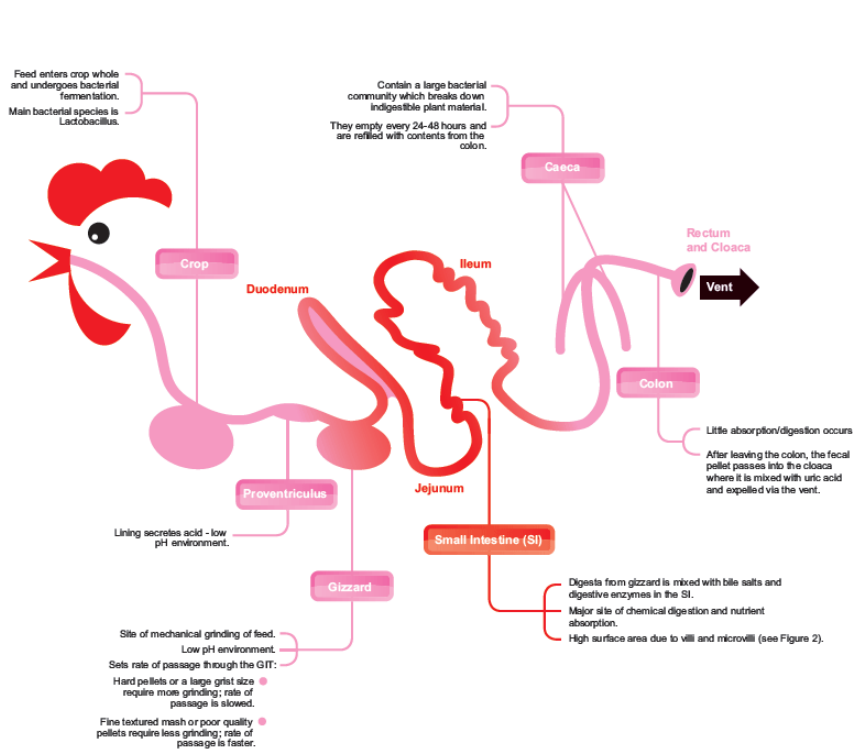 Feed enters crop whole
and undergoes bacterial
fermentation.
Main bacterial species is
Lactobacillus.
Contain a large bacterial
community which breaks down
indigestible plant material.
They empty every 24-48 hours and
are refilled with contents from the
colon.
Caeca
Rectum
and Cloaca
Vent
Crop
Ileum
Duodenum
Colon
Little absorption/digestion occurs
After leaving the colon, the fecal
pellet passes into the cloaca
where it is mixed with uric acid
and expelled via the vent.
Jejunum
Proventriculus
Lining secretes acid - low
pH environment.
Small Intestine (SI)
Gizzard
Digesta from gizzard is mixed with bile salts and
digestive enzymes in the SI.
Major site of chemical digestion and nutrient
absorption.
High surface area due to villi and microvilli (see Figure 2).
Site of mechanical grinding of feed.
Low pH environment.
Sets rate of passage through the GIT:
Hard pellets or a large grist size
require more grinding; rate of
passage is slowed.
Fine textured mash or poor quality
pellets require less grinding; rate of
passage is faster.